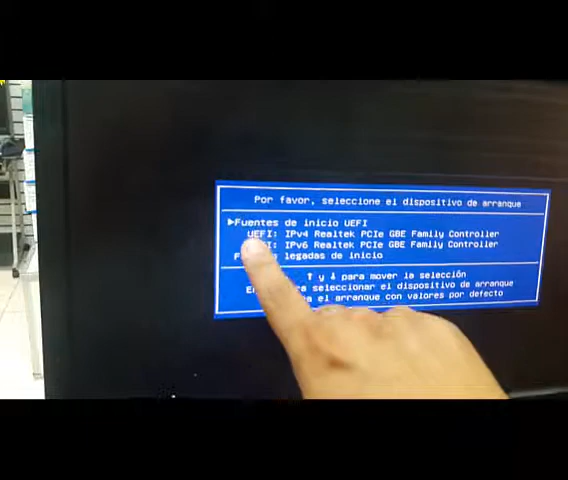 Por favor, seleccione el dispositivo de arranque
►Fuentes de inicio UEFI
UEFI: IPv4 Realtek PCIe GBE Family Controller
I: IPv6 Realtek PCIe GBE Family Controller
F legadas de inicio
↑ y ↓ para mover la selección
seleccionar el dispositivo de arranque
el arranque con valores por defecto